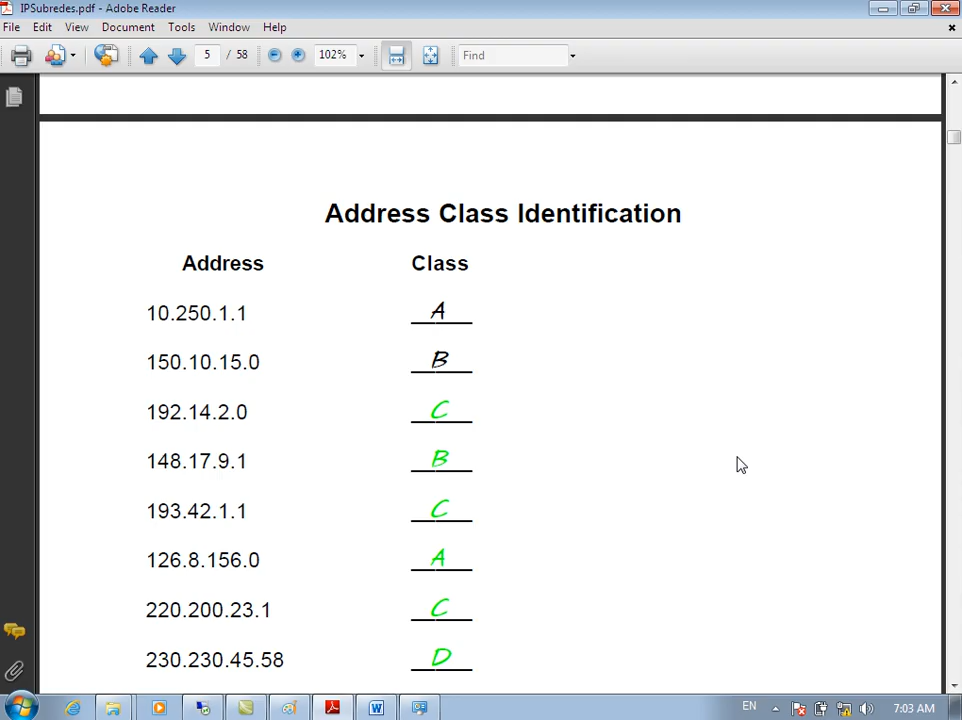 IPSubredes.pdf - Adobe Reader
File Edit View Document Tools Window Help
5 / 58 102% Find
Address Class Identification
Address Class
10.250.1.1 A
150.10.15.0 B
192.14.2.0 C
148.17.9.1 B
193.42.1.1 C
126.8.156.0 A
220.200.23.1 C
230.230.45.58 D
EN 7:03 AM